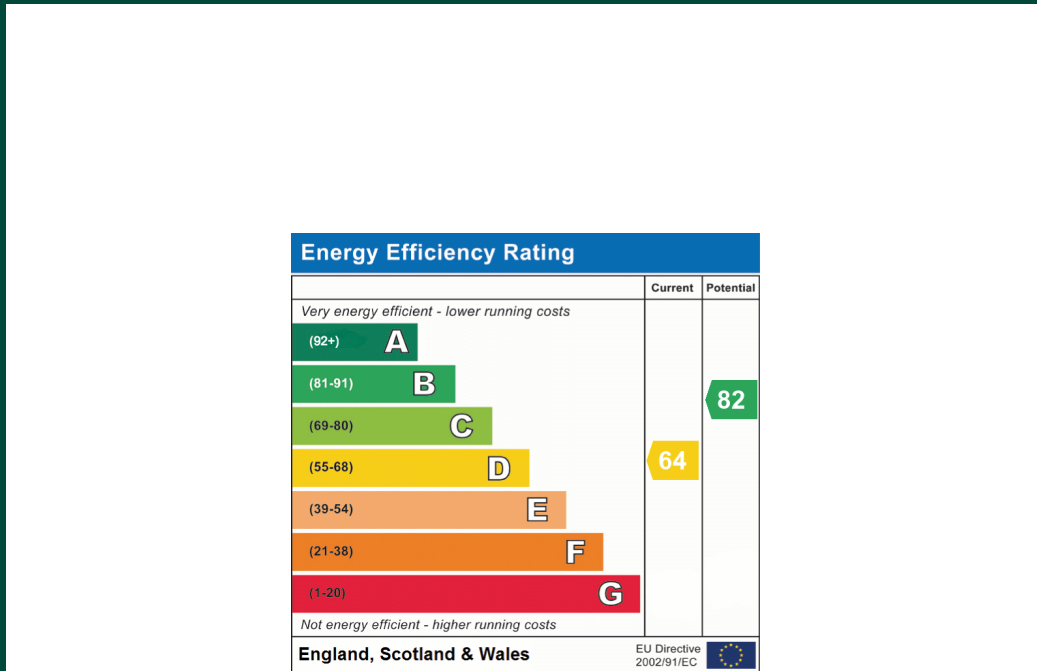 Energy Efficiency Rating
Current Potential
Very energy efficient - lower running costs
(92+) A
(81-91) B
82
(69-80) C
(55-68) D
64
(39-54) E
(21-38) F
(1-20) G
Not energy efficient - higher running costs
England, Scotland & Wales
EU Directive
2002/91/EC